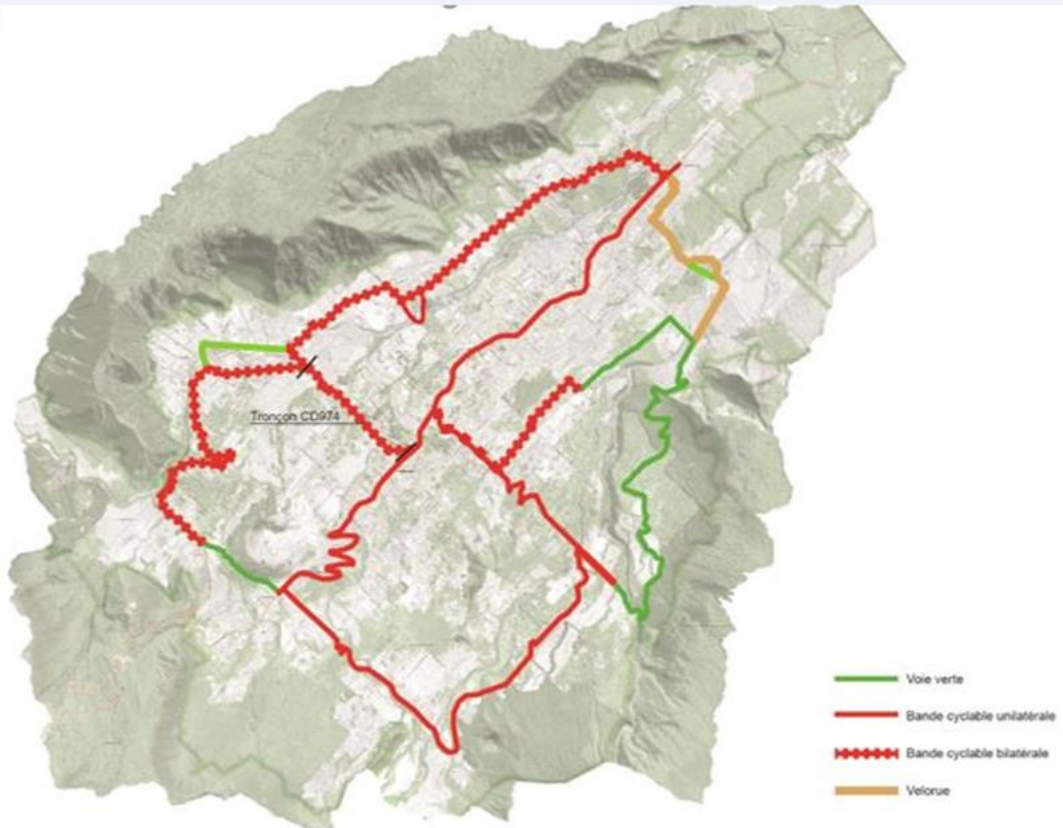 Tronçon CD974
Voie verte
Bande cyclable unilatérale
Bande cyclable bilatérale
Velorue